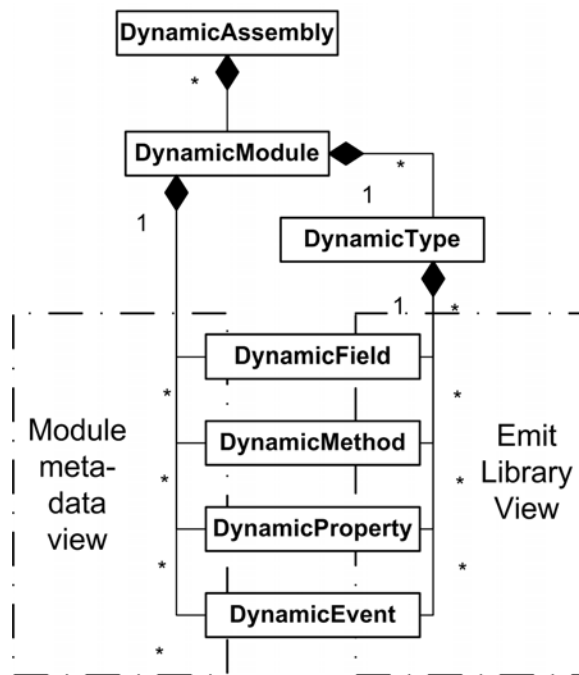 DynamicAssembly
*
DynamicModule
*
1
1
DynamicType
1
*
DynamicField
*
*
Module
meta-
data
view
DynamicMethod
Emit
Library
View
*
*
DynamicProperty
*
*
DynamicEvent
*